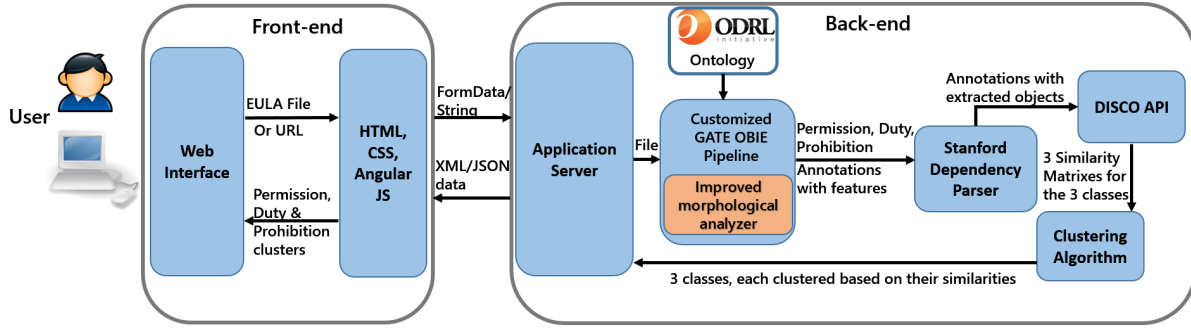 Front-end
Back-end
User
Web
Interface
EULA File
Or URL
Permission,
Duty &
Prohibition
clusters
HTML,
CSS,
Angular
JS
FormData/
String
XML/JSON
data
Application
Server
File
ODRL
initiative
Ontology
Customized
GATE OBIE
Pipeline
Improved
morphological
analyzer
Permission, Duty,
Prohibition
Annotations
with features
Stanford
Dependency
Parser
Annotations with
extracted objects
DISCO API
3 Similarity
Matrixes for
the 3 classes
Clustering
Algorithm
3 classes, each clustered based on their similarities